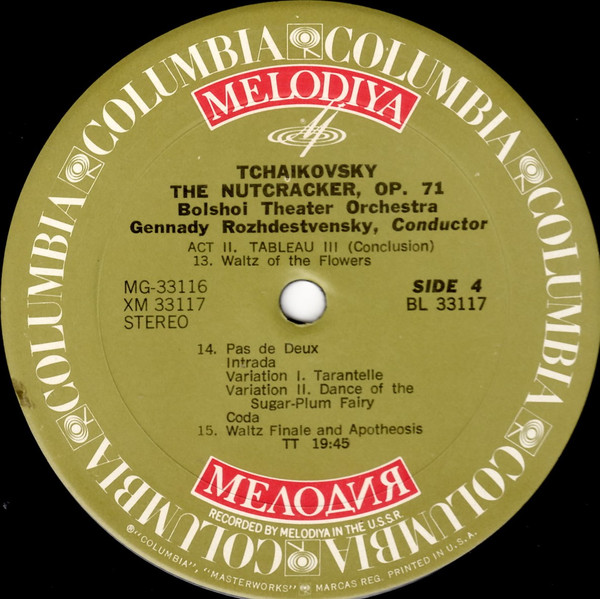 COLUMBIA COLUMBIA COLUMBIA COLUMBIA COLUMBIA COLUMBIA COLUMBIA COLUMBIA
MELODIYA
TCHAIKOVSKY
THE NUTCRACKER, OP. 71
Bolshoi Theater Orchestra
Gennady Rozhdestvensky, Conductor
ACT II. TABLEAU III (Conclusion)
13. Waltz of the Flowers
MG-33116
XM 33117
STEREO
SIDE 4
BL 33117
14. Pas de Deux
Intrada
Variation I. Tarantelle
Variation II. Dance of the
Sugar-Plum Fairy
Coda
15. Waltz Finale and Apotheosis
TT 19:45
МЕЛОДИЯ
RECORDED BY MELODIYA IN THE U.S.S.R.
℗"COLUMBIA", "MASTERWORKS" MARCAS REG. PRINTED IN U.S.A.